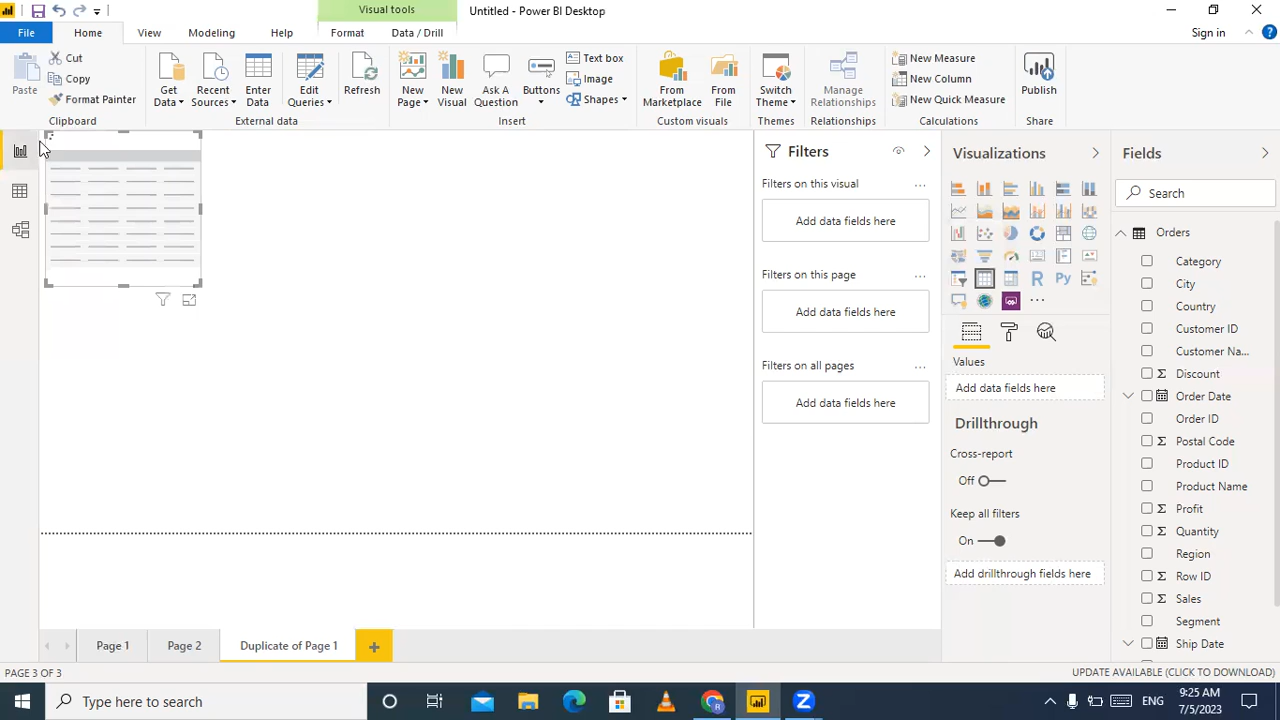 Visual tools
Untitled - Power BI Desktop
File
Home
View
Modeling
Help
Format
Data / Drill
Sign in
Paste
Cut
Copy
Format Painter
Clipboard
Get Data
Recent Sources
Enter Data
Edit Queries
Refresh
External data
New Page
New Visual
Ask A Question
Buttons
Text box
Image
Shapes
Insert
From Marketplace
From File
Custom visuals
Switch Theme
Themes
Manage Relationships
Relationships
New Measure
New Column
New Quick Measure
Calculations
Publish
Share
Filters
Filters on this visual
...
Add data fields here
Filters on this page
...
Add data fields here
Filters on all pages
...
Add data fields here
Visualizations
R
Py
...
Values
Add data fields here
Drillthrough
Cross-report
Off
Keep all filters
On
Add drillthrough fields here
Fields
Search
Orders
Category
City
Country
Customer ID
Customer Na...
Σ Discount
Order Date
Order ID
Σ Postal Code
Product ID
Product Name
Σ Profit
Σ Quantity
Region
Σ Row ID
Σ Sales
Segment
Ship Date
Page 1
Page 2
Duplicate of Page 1
+
PAGE 3 OF 3
UPDATE AVAILABLE (CLICK TO DOWNLOAD)
Type here to search
ENG
9:25 AM
7/5/2023